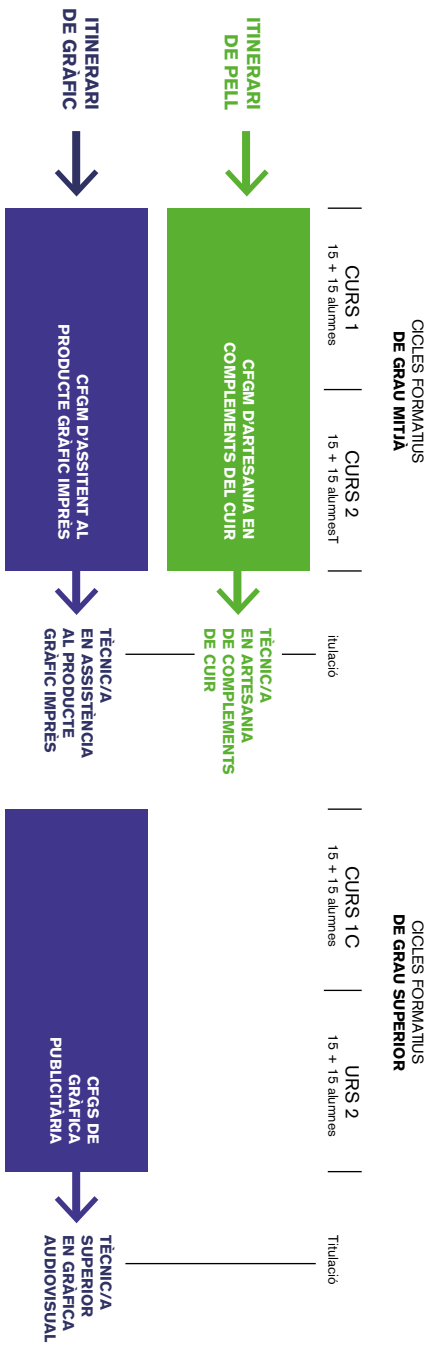 CICLES FORMATIUS
DE GRAU MITJÀ
CICLES FORMATIUS
DE GRAU SUPERIOR
CURS 1
15 + 15 alumnes
CURS 2
15 + 15 alumnesT
itulació
CURS 1C
15 + 15 alumnes
URS 2
15 + 15 alumnes
Titulació
ITINERARI
DE PELL
CFGM D'ARTESANIA EN
COMPLEMENTS DEL CUIR
TÈCNIC/A
EN ARTESANIA
DE COMPLEMENTS
DE CUIR
ITINERARI
DE GRÀFIC
CFGM D'ASSITENT AL
PRODUCTE GRÀFIC IMPRÈS
TÈCNIC/A
EN ASSISTÈNCIA
AL PRODUCTE
GRÀFIC IMPRÈS
CFGS DE
GRÀFICA
PUBLICITÀRIA
TÈCNIC/A
SUPERIOR
EN GRÀFICA
AUDIOVISUAL